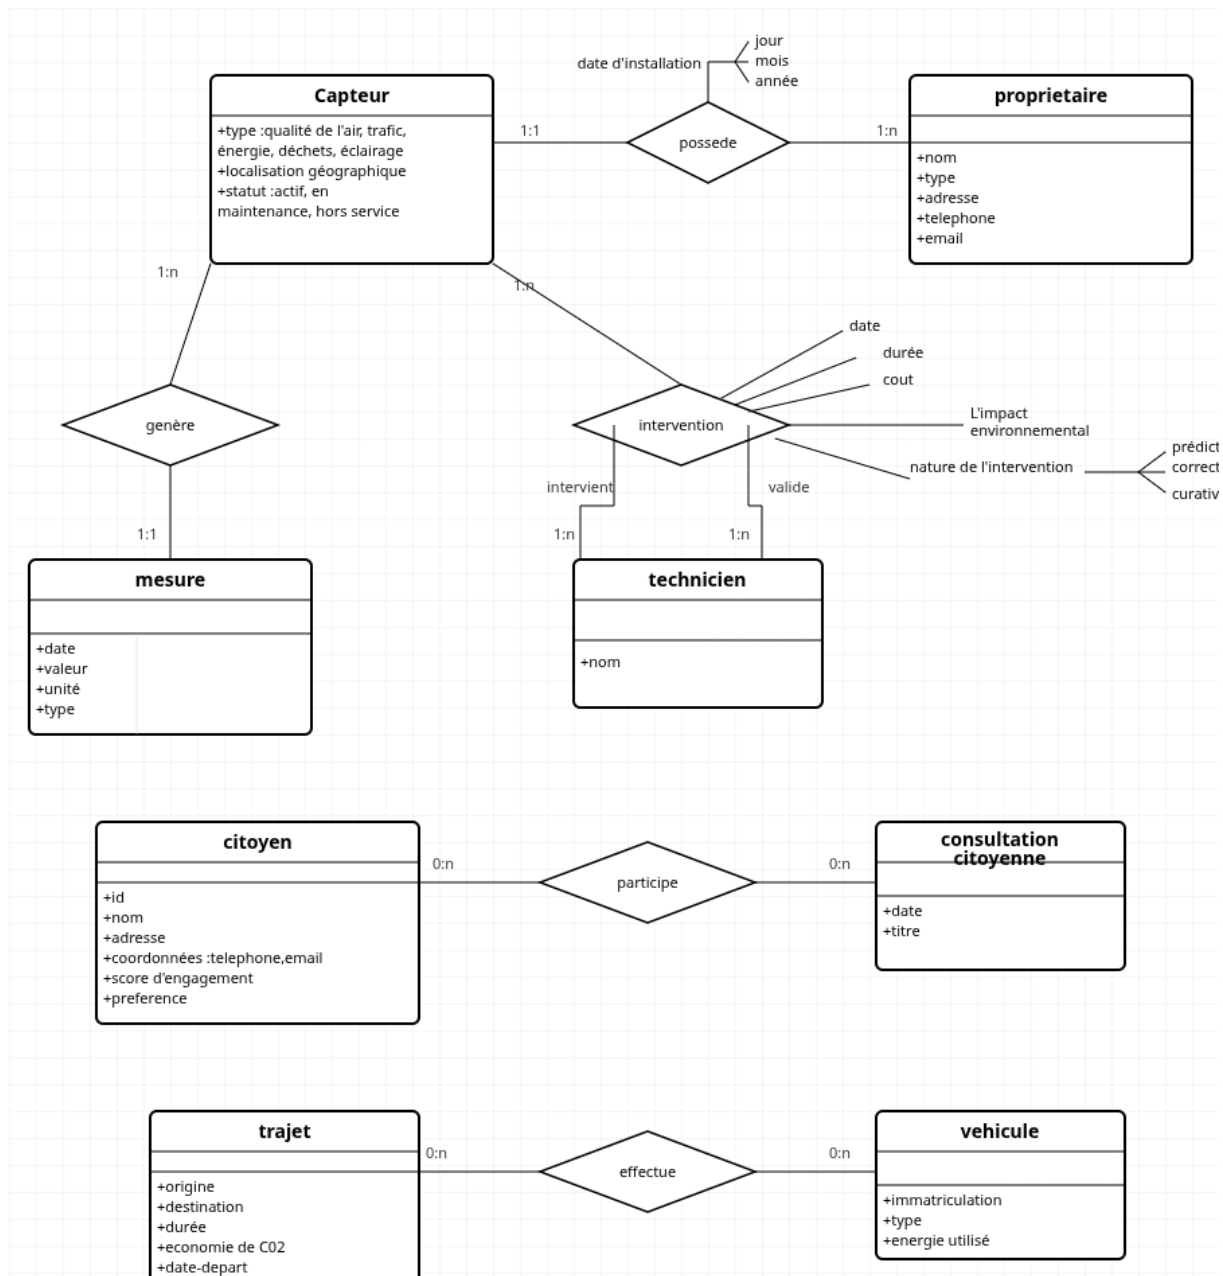 jour
date d'installation
mois
année
Capteur
proprietaire
+type :qualité de l'air, trafic,
énergie, déchets, éclairage
+localisation géographique
+statut :actif, en
maintenance, hors service
1:1
possede
1:n
+nom
+type
+adresse
+telephone
+email
1:n
1:n
date
durée
cout
genère
intervention
L'impact
environnemental
nature de l'intervention
prédict
correct
curativ
intervient
valide
1:1
1:n
1:n
mesure
technicien
+date
+valeur
+unité
+type
+nom
citoyen
consultation
citoyenne
0:n
participe
0:n
+id
+nom
+adresse
+coordonnées :telephone,email
+score d'engagement
+preference
+date
+titre
trajet
vehicule
0:n
effectue
0:n
+origine
+destination
+durée
+economie de C02
+date-depart
+immatriculation
+type
+energie utilisé